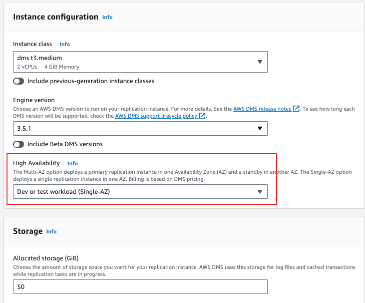 Instance configuration Info
Instance class Info
dms.t3.medium
2 vCPUs 4 GiB Memory
Include previous-generation instance classes
Engine version
Choose an AWS DMS version to run on your replication instance. For more details, See the AWS DMS release notes. To see how long each
DMS version will be supported, check the AWS DMS support lifecycle policy.
3.5.1
Include Beta DMS versions
High Availability Info
The Multi-AZ option deploys a primary replication instance in one Availability Zone (AZ) and a standby in another AZ. The Single-AZ option
deploys a single replication instance in one AZ. Billing is based on DMS pricing.
Dev or test workload (Single-AZ)
Storage
Allocated storage (GiB)
Choose the amount of storage space you want for your replication instance. AWS DMS uses this storage for log files and cached transactions
while replication tasks are in progress.
50